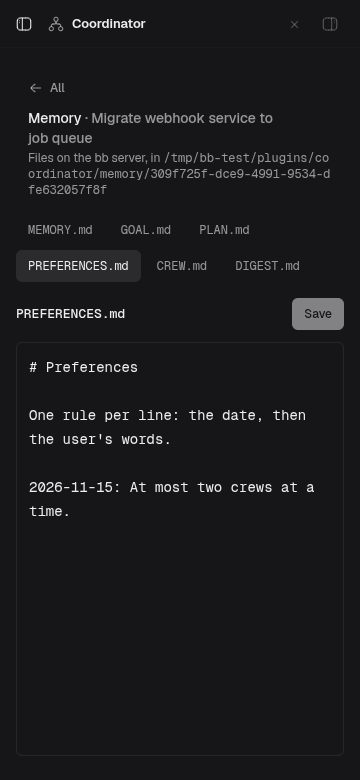 Coordinator
All
Memory · Migrate webhook service to
job queue
Files on the bb server, in /tmp/bb-test/plugins/co
ordinator/memory/309f725f-dce9-4991-9534-d
fe632057f8f
MEMORY.md GOAL.md PLAN.md
PREFERENCES.md CREW.md DIGEST.md
PREFERENCES.md Save
# Preferences
One rule per line: the date, then
the user's words.
2026-11-15: At most two crews at a
time.